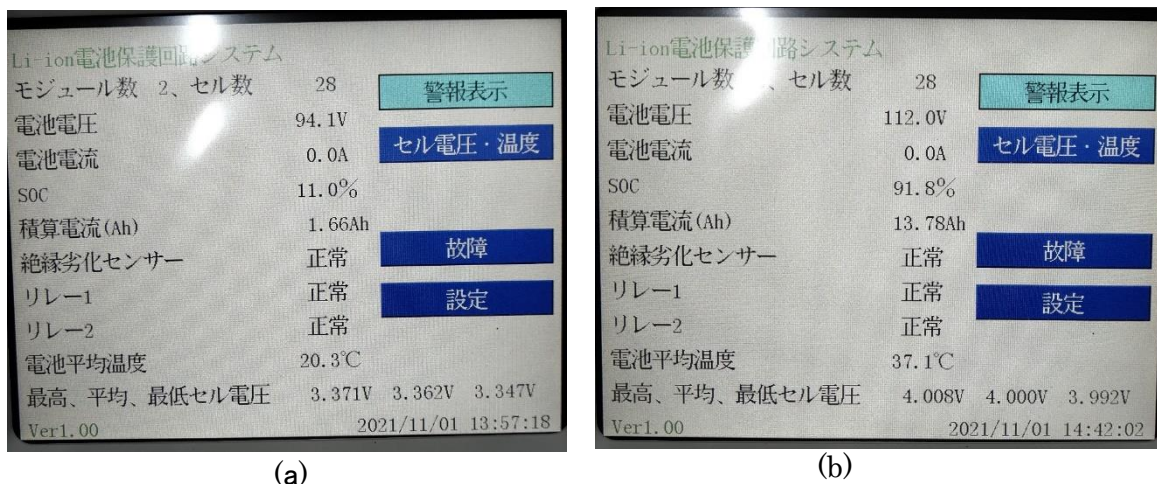 Li-ion電池保護回路システム
モジュール数 2、セル数 28
警報表示
電池電圧 94.1V
セル電圧・温度
電池電流 0.0A
SOC 11.0%
積算電流(Ah) 1.66Ah
故障
絶縁劣化センサー 正常
リレー1 正常
設定
リレー2 正常
電池平均温度 20.3℃
最高、平均、最低セル電圧 3.371V 3.362V 3.347V
Ver1.00 2021/11/01 13:57:18
(a)
Li-ion電池保護 路システム
モジュール数 、セル数 28
警報表示
電池電圧 112.0V
セル電圧・温度
電池電流 0.0A
SOC 91.8%
積算電流(Ah) 13.78Ah
故障
絶縁劣化センサー 正常
リレー1 正常
設定
リレー2 正常
電池平均温度 37.1℃
最高、平均、最低セル電圧 4.008V 4.000V 3.992V
Ver1.00 2021/11/01 14:42:02
(b)